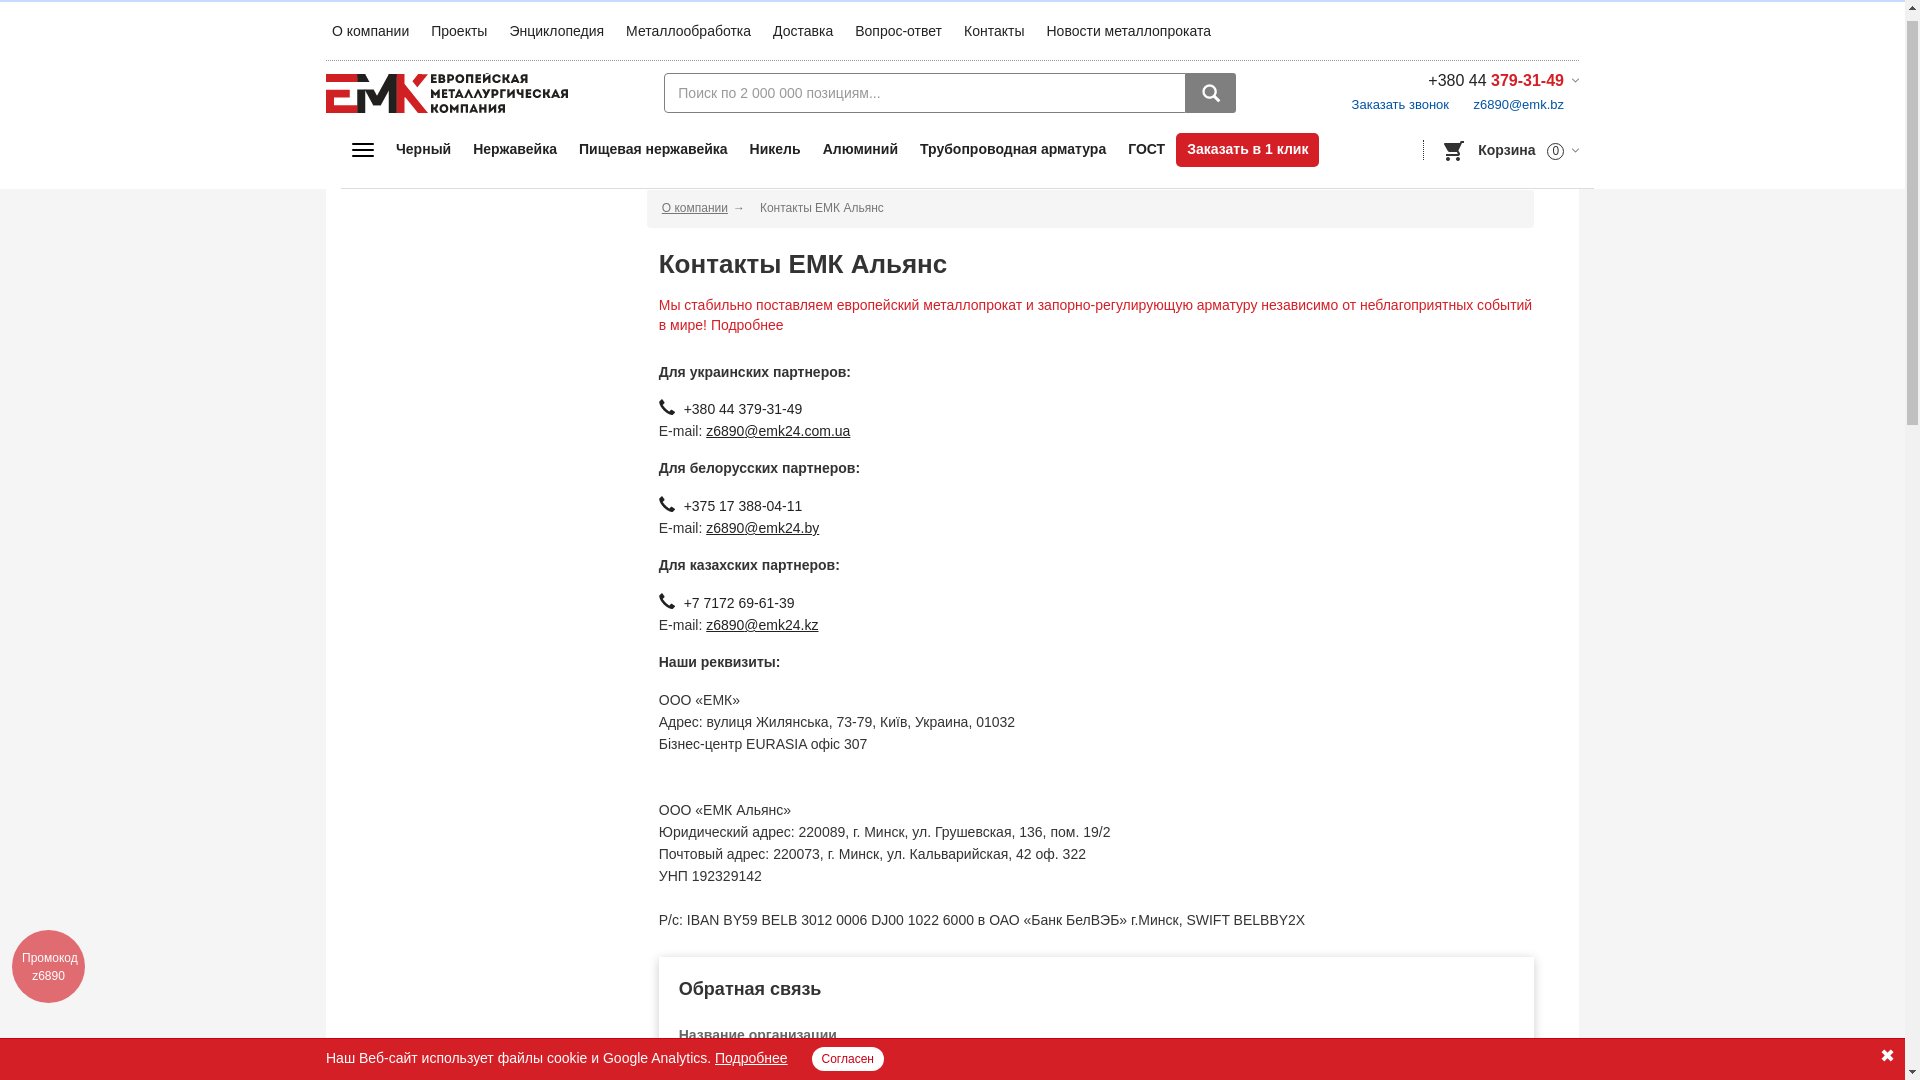 О компании Проекты Энциклопедия Металлообработка Доставка Вопрос-ответ Контакты Новости металлопроката
ЕМК ЕВРОПЕЙСКАЯ
МЕТАЛЛУРГИЧЕСКАЯ
КОМПАНИЯ
Поиск по 2 000 000 позициям...
+380 44 379-31-49
Заказать звонок z6890@emk.bz
Черный Нержавейка Пищевая нержавейка Никель Алюминий Трубопроводная арматура ГОСТ Заказать в 1 клик Корзина 0
О компании → Контакты ЕМК Альянс
Контакты ЕМК Альянс
Мы стабильно поставляем европейский металлопрокат и запорно-регулирующую арматуру независимо от неблагоприятных событий
в мире! Подробнее
Для украинских партнеров:
+380 44 379-31-49
E-mail: z6890@emk24.com.ua
Для белорусских партнеров:
+375 17 388-04-11
E-mail: z6890@emk24.by
Для казахских партнеров:
+7 7172 69-61-39
E-mail: z6890@emk24.kz
Наши реквизиты:
ООО «ЕМК»
Адрес: вулиця Жилянська, 73-79, Київ, Украина, 01032
Бізнес-центр EURASIA офіс 307
ООО «ЕМК Альянс»
Юридический адрес: 220089, г. Минск, ул. Грушевская, 136, пом. 19/2
Почтовый адрес: 220073, г. Минск, ул. Кальварийская, 42 оф. 322
УНП 192329142
Р/с: IBAN BY59 BELB 3012 0006 DJ00 1022 6000 в ОАО «Банк БелВЭБ» г.Минск, SWIFT BELBBY2X
Промокод
z6890
Обратная связь
Название организации
Наш Веб-сайт использует файлы cookie и Google Analytics. Подробнее Согласен